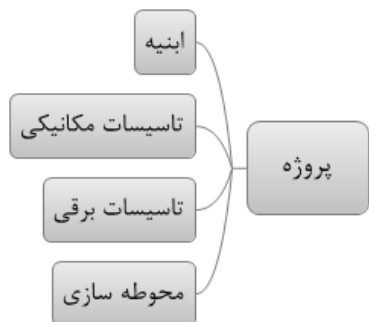 پروژه
ابنیه
تاسیسات مکانیکی
تاسیسات برقی
محوطه سازی